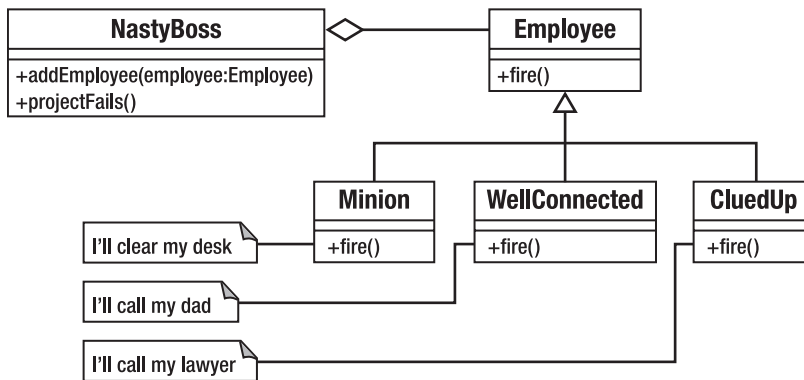 NastyBoss
+addEmployee(employee:Employee)
+projectFails()
Employee
+fire()
Minion
+fire()
WellConnected
+fire()
CluedUp
+fire()
I'll clear my desk
I'll call my dad
I'll call my lawyer